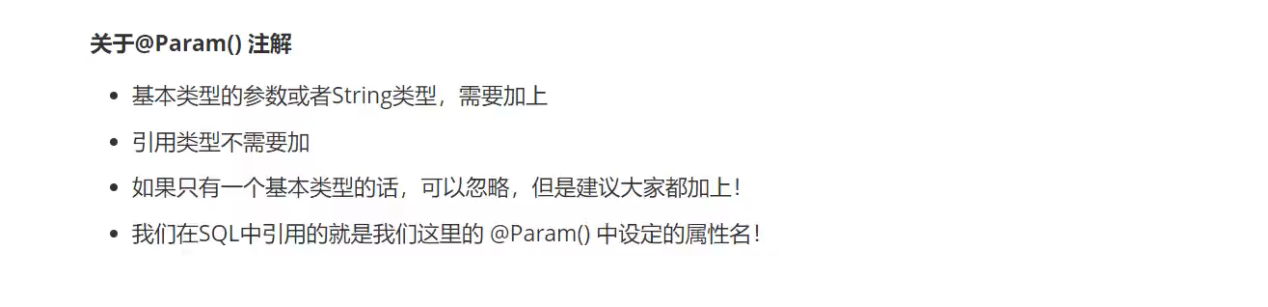 关于@Param() 注解
基本类型的参数或者String类型，需要加上
引用类型不需要加
如果只有一个基本类型的话，可以忽略，但是建议大家都加上！
我们在SQL中引用的就是我们这里的 @Param() 中设定的属性名！